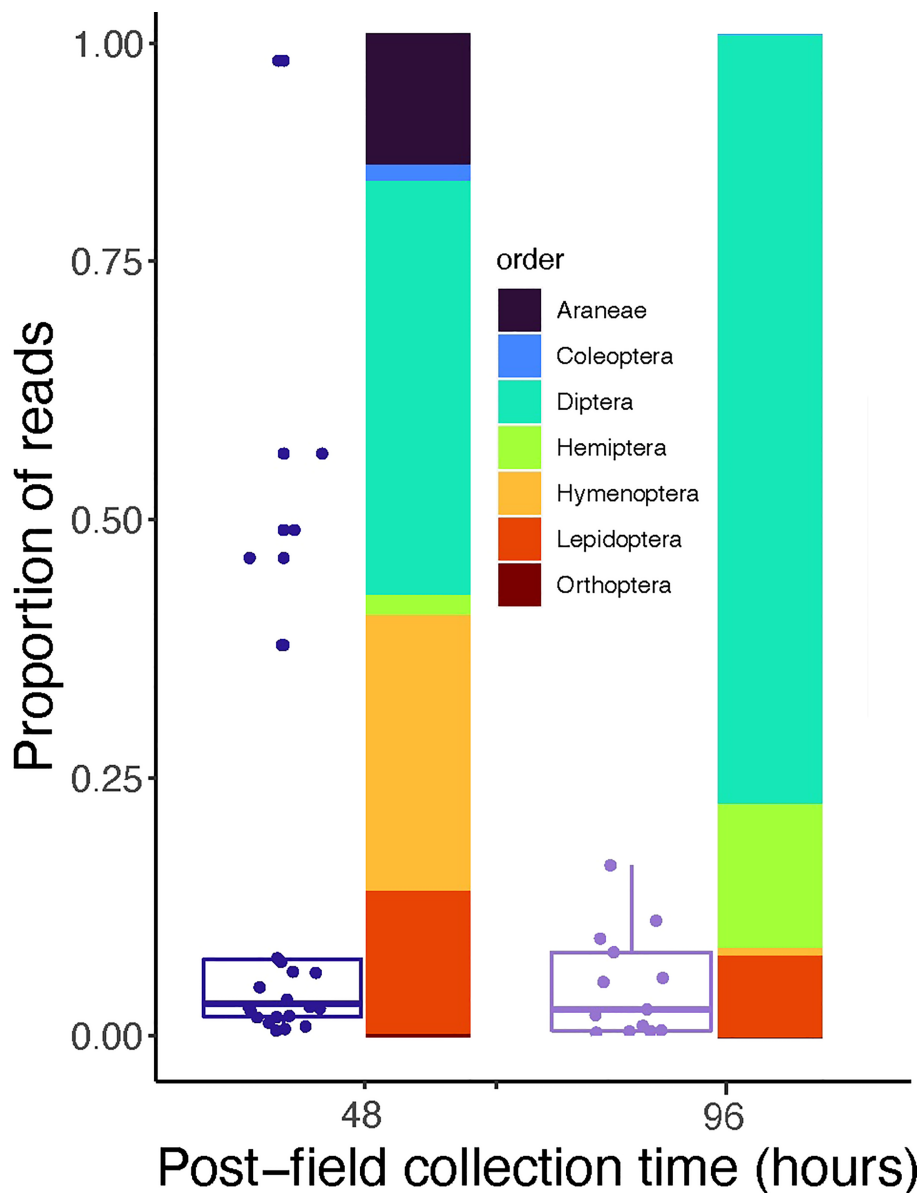 Proportion of reads
1.00
0.75
0.50
0.25
0.00
order
Araneae
Coleoptera
Diptera
Hemiptera
Hymenoptera
Lepidoptera
Orthoptera
48
96
Post-field collection time (hours)